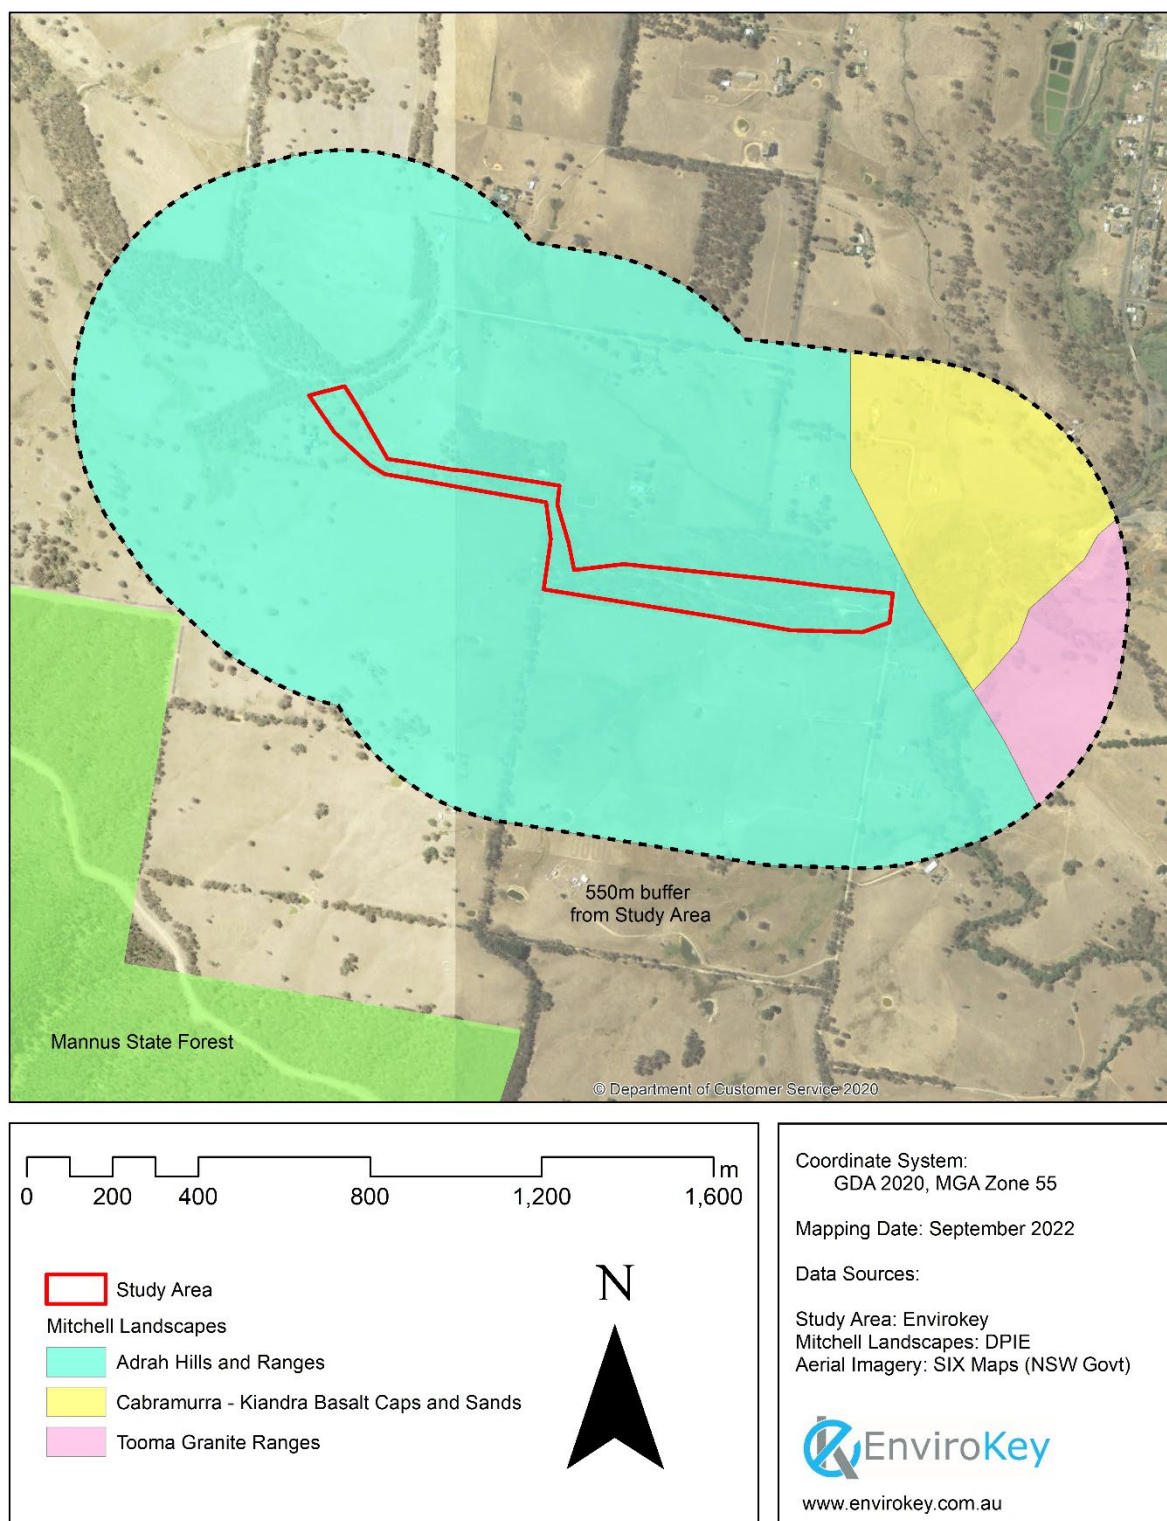 550m buffer
from Study Area
Mannus State Forest
© Department of Customer Service 2020
m
0 200 400 800 1,200 1,600
N
Study Area
Mitchell Landscapes
Adrah Hills and Ranges
Cabramurra - Kiandra Basalt Caps and Sands
Tooma Granite Ranges
Coordinate System:
GDA 2020, MGA Zone 55
Mapping Date: September 2022
Data Sources:
Study Area: Envirokey
Mitchell Landscapes: DPIE
Aerial Imagery: SIX Maps (NSW Govt)
EnviroKey
www.envirokey.com.au